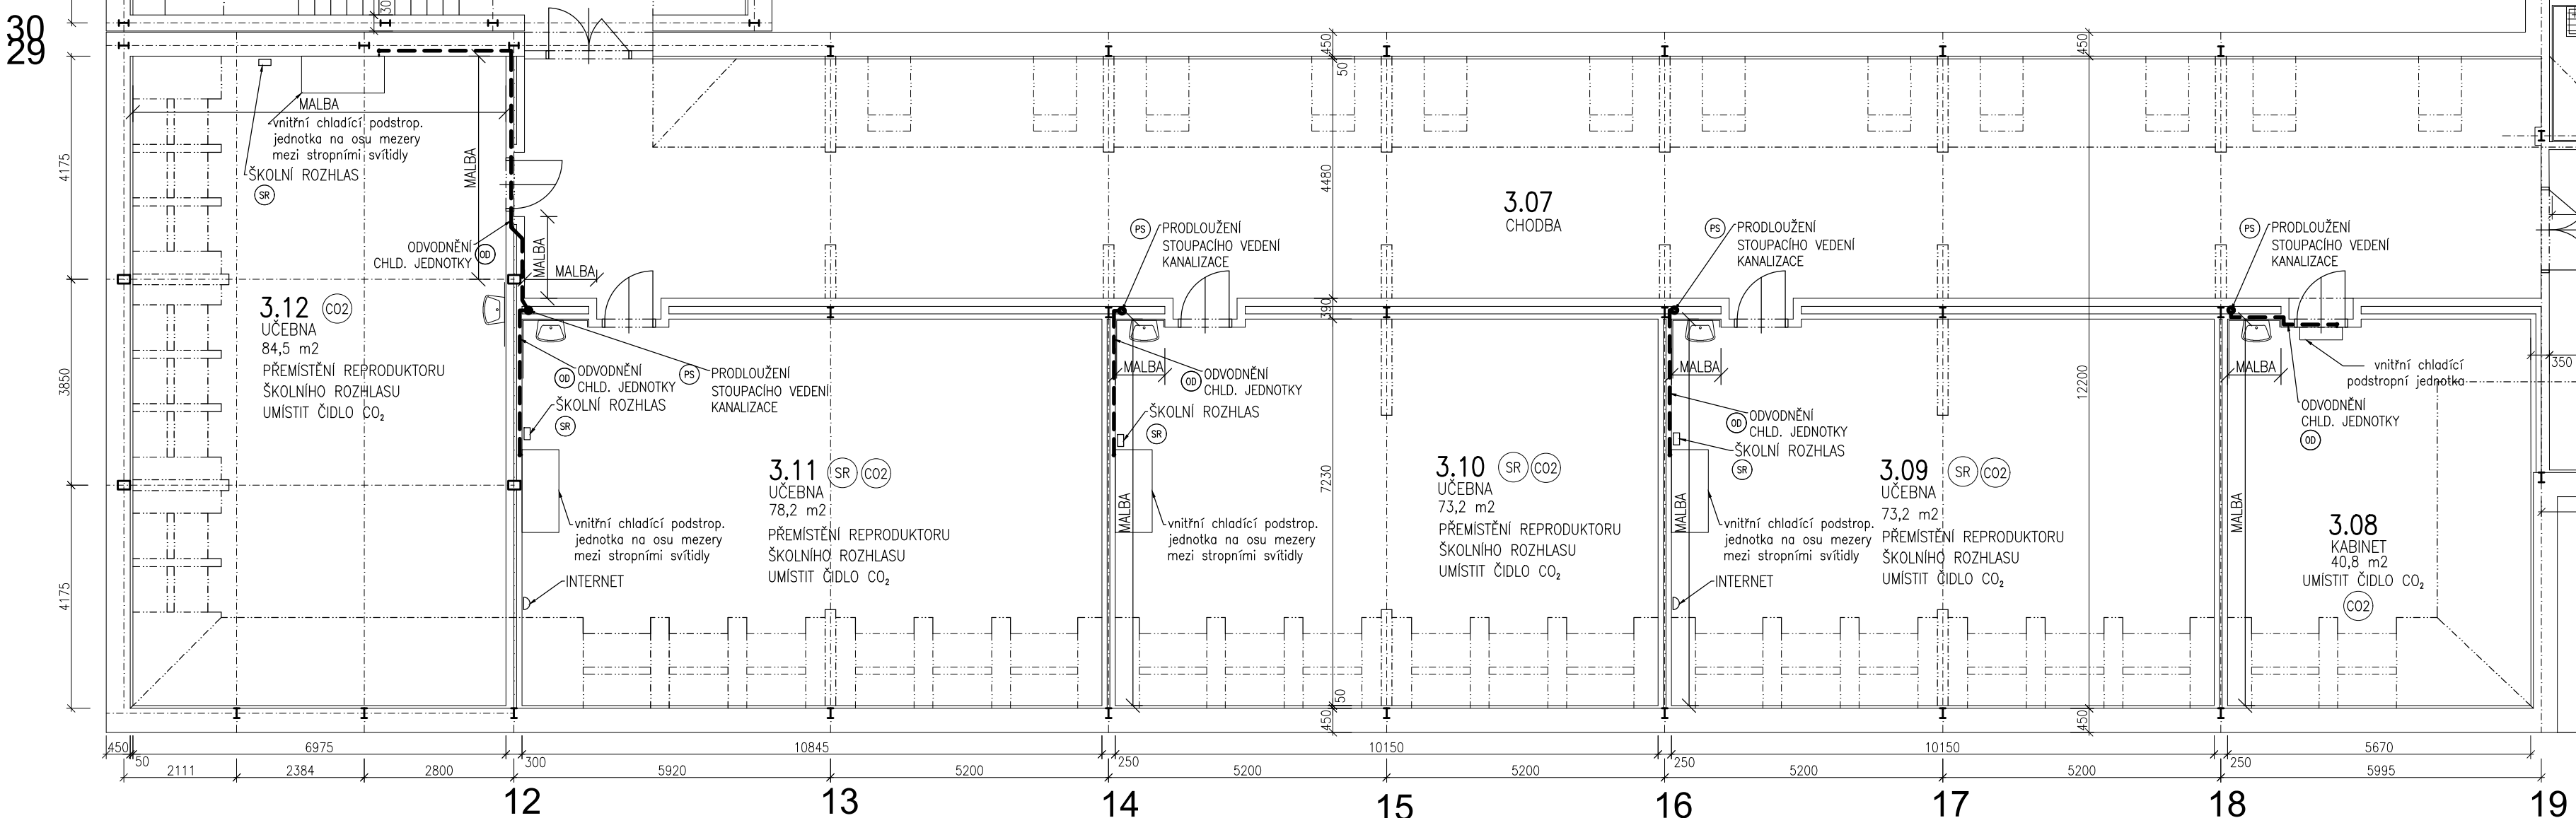 30
29
30
450
50
450
MALBA
vnitřní chladící podstrop.
jednotka na osu mezery
mezi stropními svítidly
ŠKOLNÍ ROZHLAS
SR
MALBA
4175
4480
3.07
CHODBA
ODVODNĚNÍ
CHLD. JEDNOTKY
OD
MALBA
MALBA
PS
PRODLOUŽENÍ
STOUPACÍHO VEDENÍ
KANALIZACE
PS
PRODLOUŽENÍ
STOUPACÍHO VEDENÍ
KANALIZACE
PS
PRODLOUŽENÍ
STOUPACÍHO VEDENÍ
KANALIZACE
390
3.12
CO2
UČEBNA
84,5 m2
PŘEMÍSTĚNÍ REPRODUKTORU
ŠKOLNÍHO ROZHLASU
UMÍSTIT ČIDLO CO₂
3850
ODVODNĚNÍ
CHLD. JEDNOTKY
OD
ŠKOLNÍ ROZHLAS
SR
PS
PRODLOUŽENÍ
STOUPACÍHO VEDENÍ
KANALIZACE
MALBA
ODVODNĚNÍ
CHLD. JEDNOTKY
OD
ŠKOLNÍ ROZHLAS
SR
MALBA
ODVODNĚNÍ
CHLD. JEDNOTKY
OD
ŠKOLNÍ ROZHLAS
SR
12200
MALBA
vnitřní chladící
podstropní jednotka
350
ODVODNĚNÍ
CHLD. JEDNOTKY
OD
3.11
SR
CO2
UČEBNA
78,2 m2
PŘEMÍSTĚNÍ REPRODUKTORU
ŠKOLNÍHO ROZHLASU
UMÍSTIT ČIDLO CO₂
vnitřní chladící podstrop.
jednotka na osu mezery
mezi stropními svítidly
INTERNET
MALBA
vnitřní chladící podstrop.
jednotka na osu mezery
mezi stropními svítidly
7230
3.10
SR
CO2
UČEBNA
73,2 m2
PŘEMÍSTĚNÍ REPRODUKTORU
ŠKOLNÍHO ROZHLASU
UMÍSTIT ČIDLO CO₂
MALBA
vnitřní chladící podstrop.
jednotka na osu mezery
mezi stropními svítidly
INTERNET
3.09
SR
CO2
UČEBNA
73,2 m2
PŘEMÍSTĚNÍ REPRODUKTORU
ŠKOLNÍHO ROZHLASU
UMÍSTIT ČIDLO CO₂
MALBA
3.08
KABINET
40,8 m2
UMÍSTIT ČIDLO CO₂
CO2
4175
50
450
450
450
6975
10845
10150
10150
5670
50
300
250
250
250
2111
2384
2800
5920
5200
5200
5200
5200
5200
5995
12
13
14
15
16
17
18
19